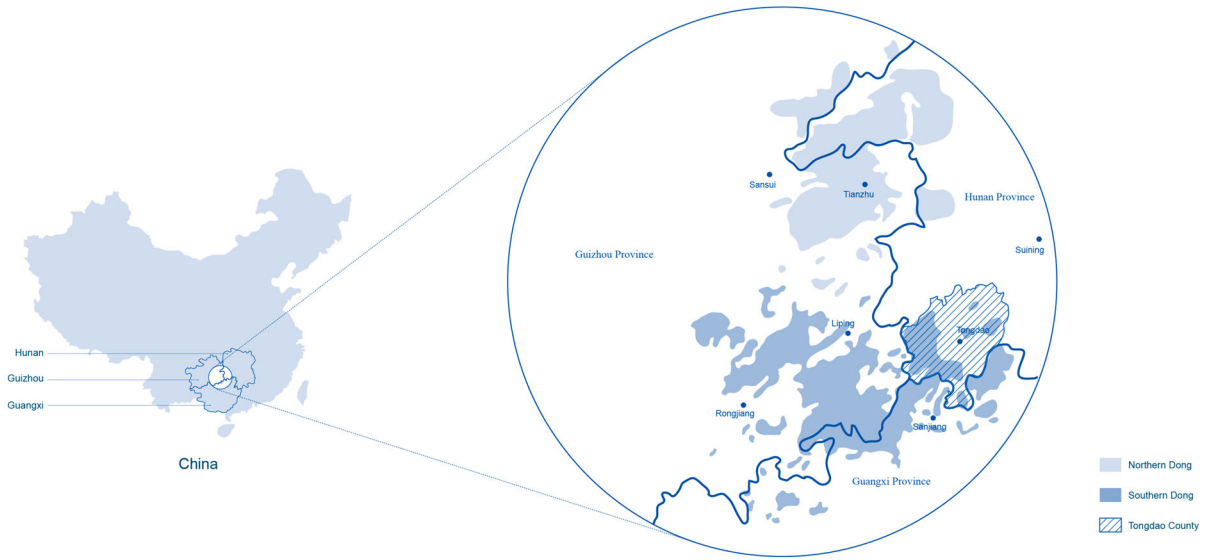 Hunan
Guizhou
Guangxi
China
Sansui
Tianzhu
Hunan Province
Suining
Guizhou Province
Liping
Tongdao
Rongjiang
Sanjiang
Guangxi Province
Northern Dong
Southern Dong
Tongdao County